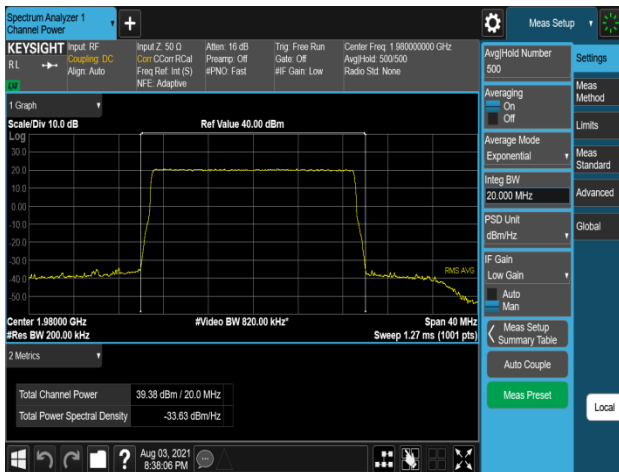 Spectrum Analyzer 1
Channel Power
Meas Setup
KEYSIGHT
R L
Input: RF
Coupling: DC
Align: Auto
Input Z: 50 Ω
Corr CCorr RCal
Freq Ref: Int (S)
NFE: Adaptive
Atten: 16 dB
Preamp: Off
#PNO: Fast
Trig: Free Run
Gate: Off
#IF Gain: Low
Center Freq: 1.980000000 GHz
Avg|Hold: 500/500
Radio Std: None
1 Graph
Scale/Div 10.0 dB
Ref Value 40.00 dBm
Log
30.0
20.0
10.0
0.00
-10.0
-20.0
-30.0
-40.0
-50.0
RMS AVG
Center 1.98000 GHz
#Video BW 820.00 kHz*
Span 40 MHz
#Res BW 200.00 kHz
Sweep 1.27 ms (1001 pts)
2 Metrics
Total Channel Power
39.38 dBm / 20.0 MHz
Total Power Spectral Density
-33.63 dBm/Hz
Avg|Hold Number
500
Averaging
On
Off
Average Mode
Exponential
Integ BW
20.000 MHz
PSD Unit
dBm/Hz
IF Gain
Low Gain
Auto
Man
Meas Setup
Summary Table
Auto Couple
Meas Preset
Settings
Meas
Method
Limits
Meas
Standard
Advanced
Global
Local
?
Aug 03, 2021
8:38:06 PM